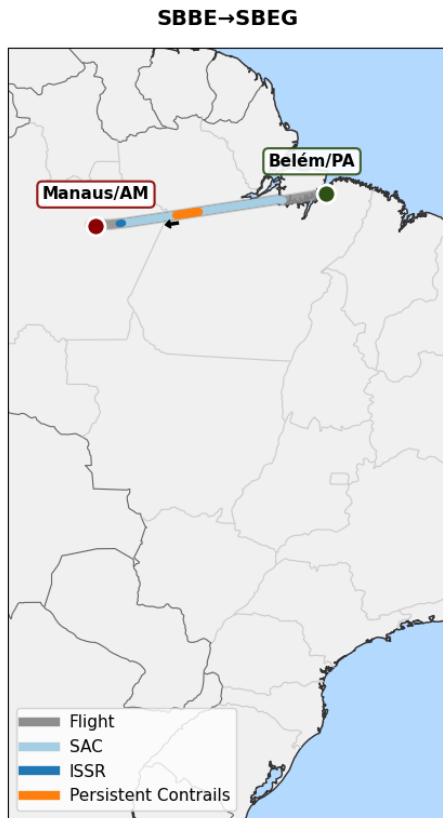 SBBE→SBEG
Belém/PA
Manaus/AM
Flight
SAC
ISSR
Persistent Contrails